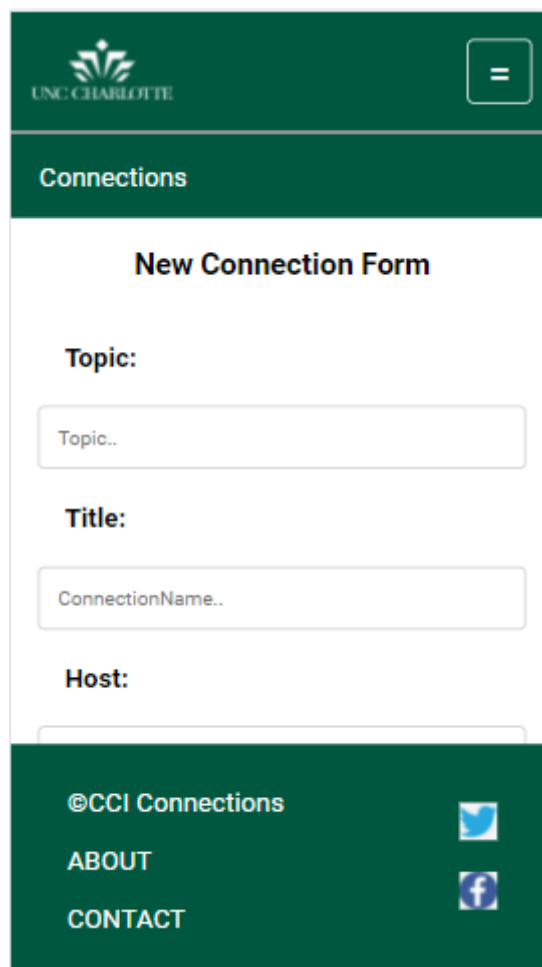 UNC CHARLOTTE
=
Connections
New Connection Form
Topic:
Topic..
Title:
ConnectionName..
Host:
©CCI Connections
ABOUT
CONTACT